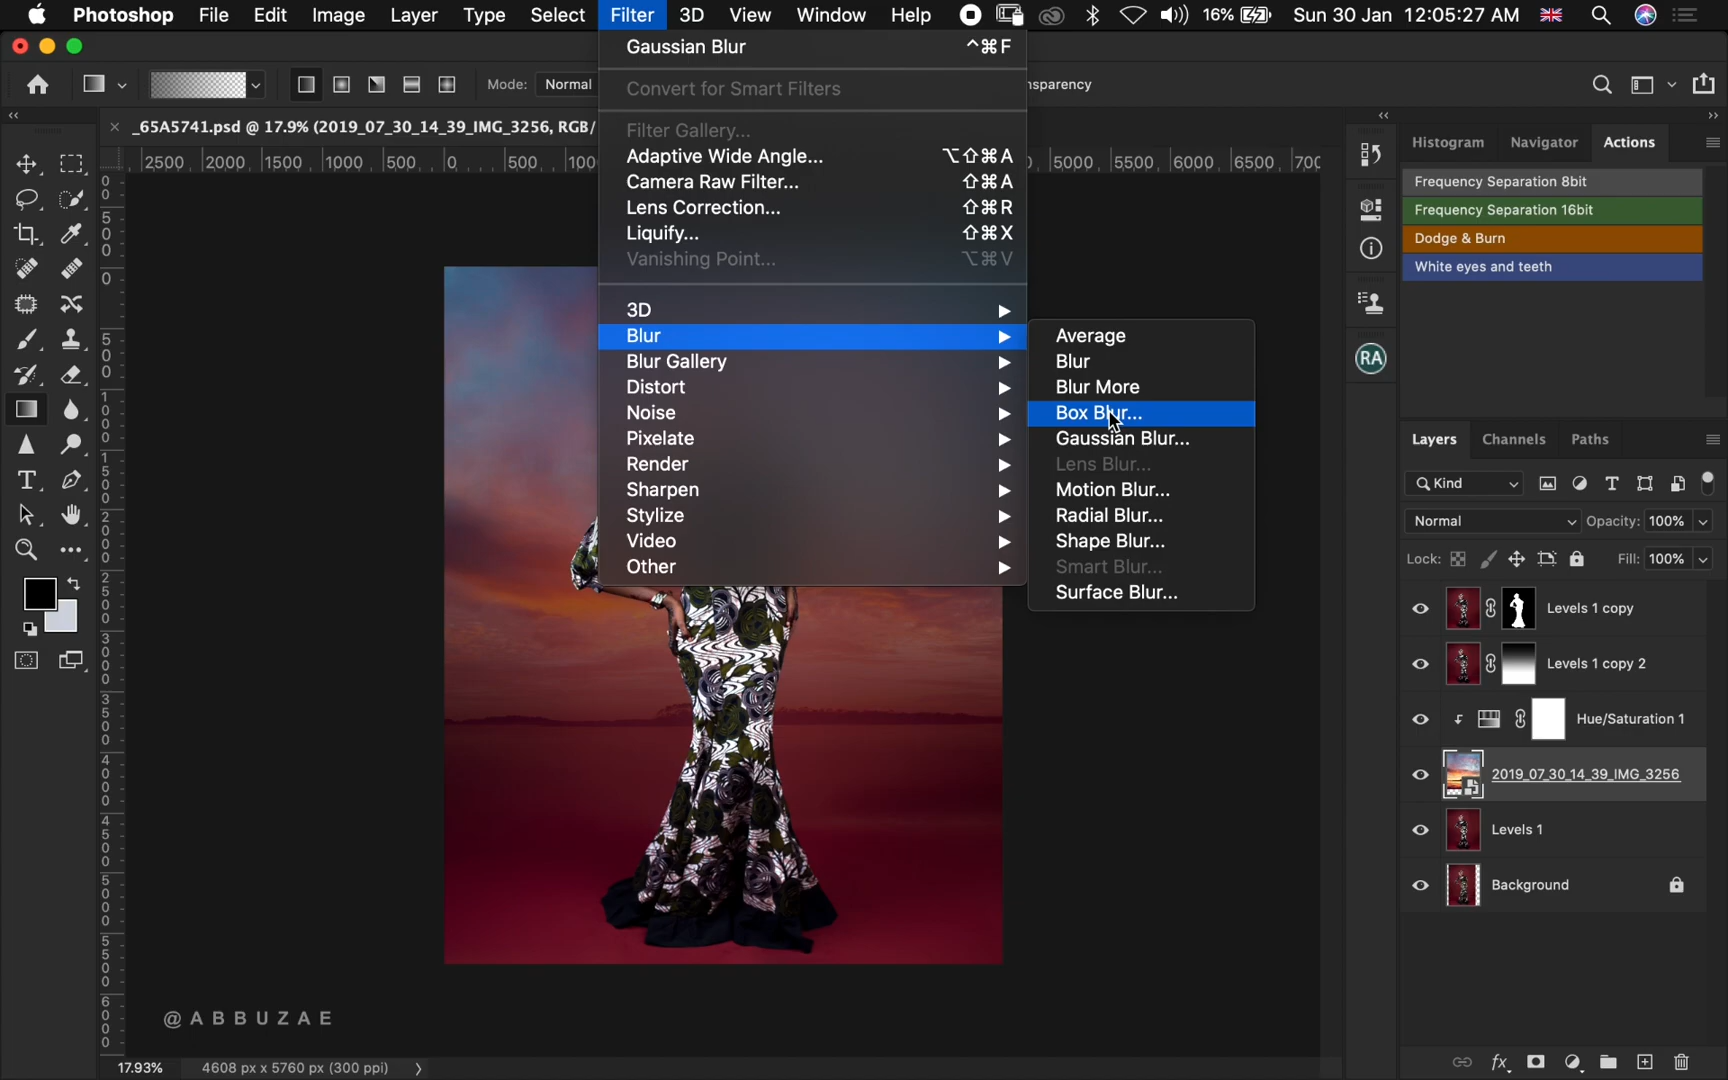 Photoshop File Edit Image Layer Type Select Filter 3D View Window Help 16% Sun 30 Jan 12:05:27 AM
Mode: Normal
nsparency
_65A5741.psd @ 17.9% (2019_07_30_14_39_IMG_3256, RGB/
2500 2000 1500 1000 500 0 500 5000 5500 6000 6500
Gaussian Blur ^⌘F
Convert for Smart Filters
Filter Gallery...
Adaptive Wide Angle... ⌥⇧⌘A
Camera Raw Filter... ⇧⌘A
Lens Correction... ⇧⌘R
Liquify... ⇧⌘X
Vanishing Point... ⌥⌘V
3D
Blur
Blur Gallery
Distort
Noise
Pixelate
Render
Sharpen
Stylize
Video
Other
Average
Blur
Blur More
Box Blur...
Gaussian Blur...
Lens Blur...
Motion Blur...
Radial Blur...
Shape Blur...
Smart Blur...
Surface Blur...
Histogram Navigator Actions
Frequency Separation 8bit
Frequency Separation 16bit
Dodge & Burn
White eyes and teeth
RA
Layers Channels Paths
Kind
Normal Opacity: 100%
Lock: Fill: 100%
Levels 1 copy
Levels 1 copy 2
Hue/Saturation 1
2019_07_30_14_39_IMG_3256
Levels 1
Background
@ABBUZAE
17.93% 4608 px x 5760 px (300 ppi)
fx